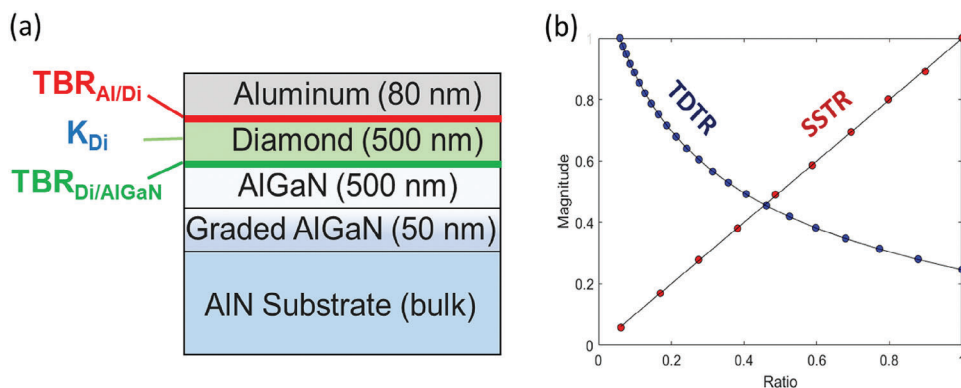 (a)
TBRAl/Di
KDi
TBRDi/AlGaN
Aluminum (80 nm)
Diamond (500 nm)
AlGaN (500 nm)
Graded AlGaN (50 nm)
AlN Substrate (bulk)
(b)
TDTR
SSTR
Magnitude
1
0.8
0.6
0.4
0.2
0
0
0.2
0.4
0.6
0.8
1
Ratio